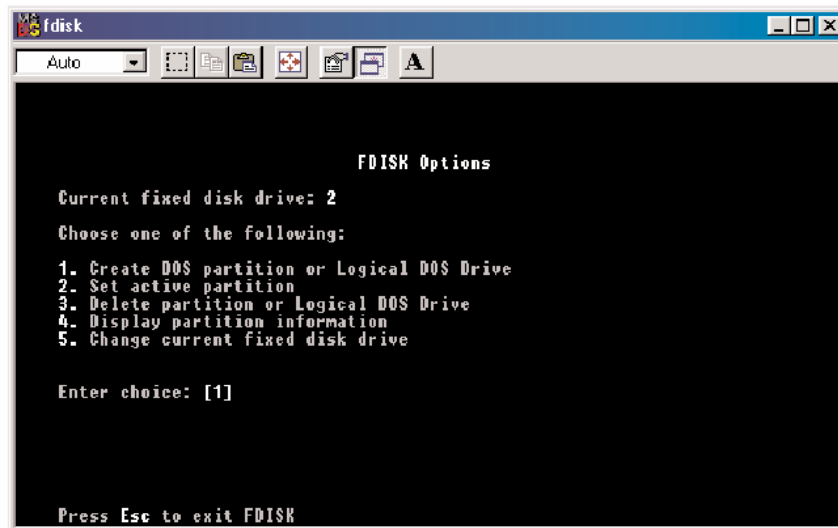 fdisk
Auto
A
FDISK Options
Current fixed disk drive: 2
Choose one of the following:
1. Create DOS partition or Logical DOS Drive
2. Set active partition
3. Delete partition or Logical DOS Drive
4. Display partition information
5. Change current fixed disk drive
Enter choice: [1]
Press Esc to exit FDISK